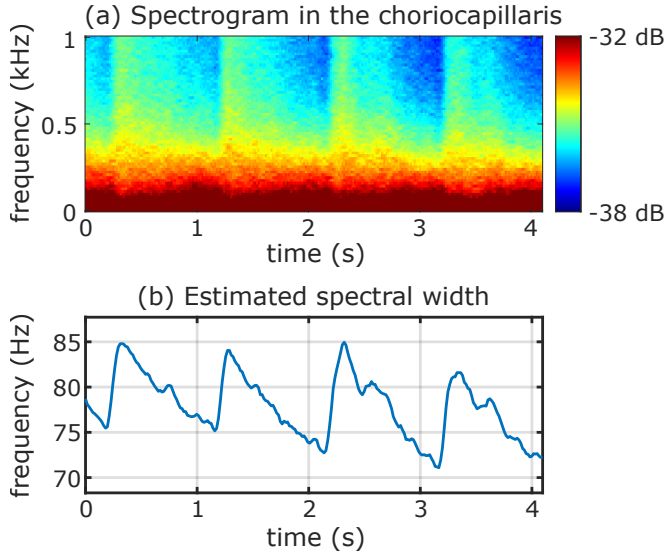 (a) Spectrogram in the choriocapillaris
frequency (kHz)
1
0.5
0
0 1 2 3 4
time (s)
-32 dB
-38 dB
(b) Estimated spectral width
frequency (Hz)
85
80
75
70
0 1 2 3 4
time (s)